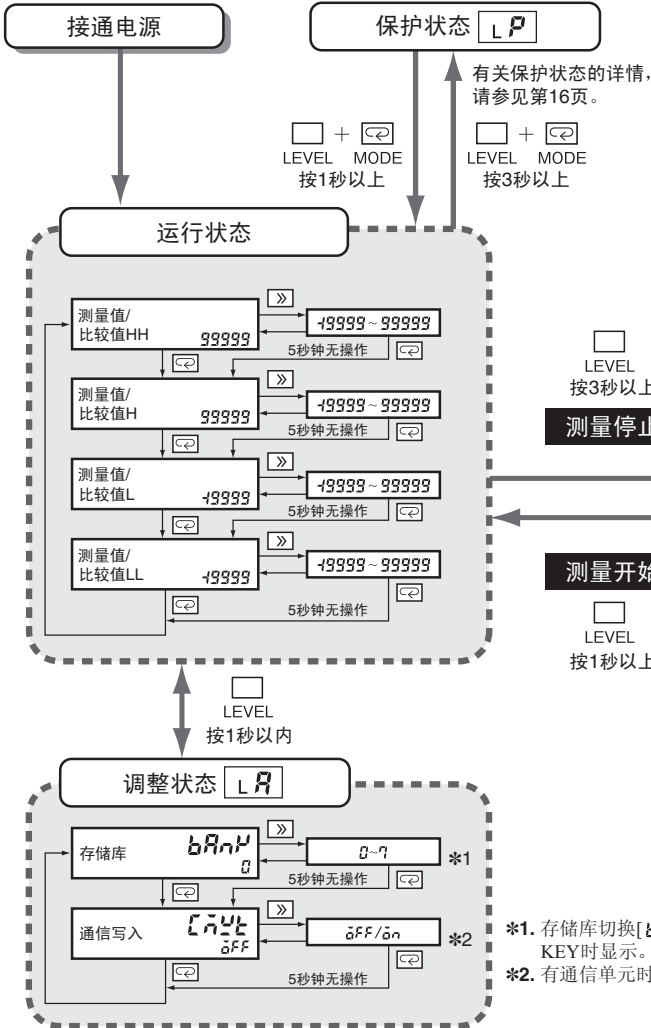 接通电源
保护状态 L P
有关保护状态的详情，
请参见第16页。
+
LEVEL MODE
按1秒以上
+
LEVEL MODE
按3秒以上
运行状态
测量值/
比较值HH 99999
-19999~99999
5秒钟无操作
测量值/
比较值H 99999
-19999~99999
5秒钟无操作
测量值/
比较值L -19999
-19999~99999
5秒钟无操作
测量值/
比较值LL -19999
-19999~99999
5秒钟无操作
LEVEL
按3秒以上
测量停止
测量开始
LEVEL
按1秒以上
LEVEL
按1秒以内
调整状态 L A
存储库 bAnK
0
0~7
*1
5秒钟无操作
通信写入 CMWt
oFF
oFF/on
*2
5秒钟无操作
*1. 存储库切换[
KEY时显示。
*2. 有通信单元时